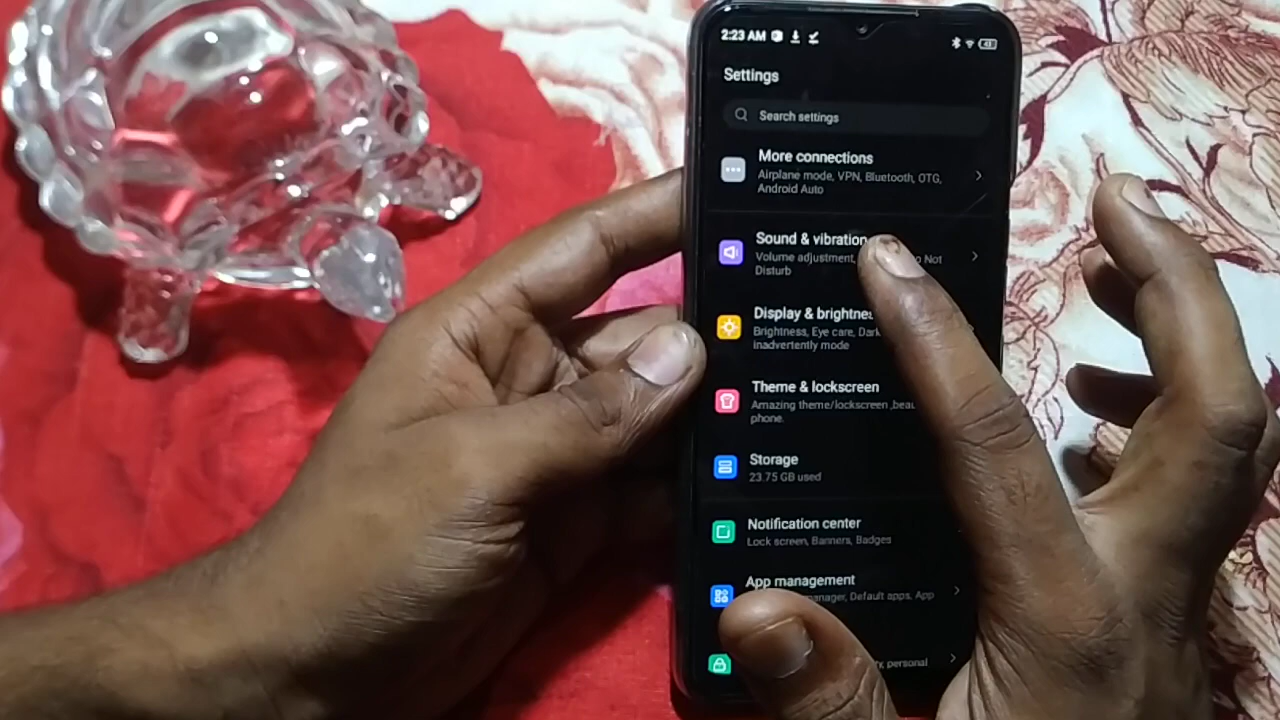 2:23 AM
Settings
Search settings
More connections
Airplane mode, VPN, Bluetooth, OTG,
Android Auto
Sound & vibration
Volume adjustment, Not
Disturb
Display &
Brightness, Eye care,
inadvertently mode
Theme & lockscreen
Amazing theme/lockscreen
phone.
Storage
23.75 GB used
Notification center
Lock screen, Banners, Badges
App management
Default apps, App
personal